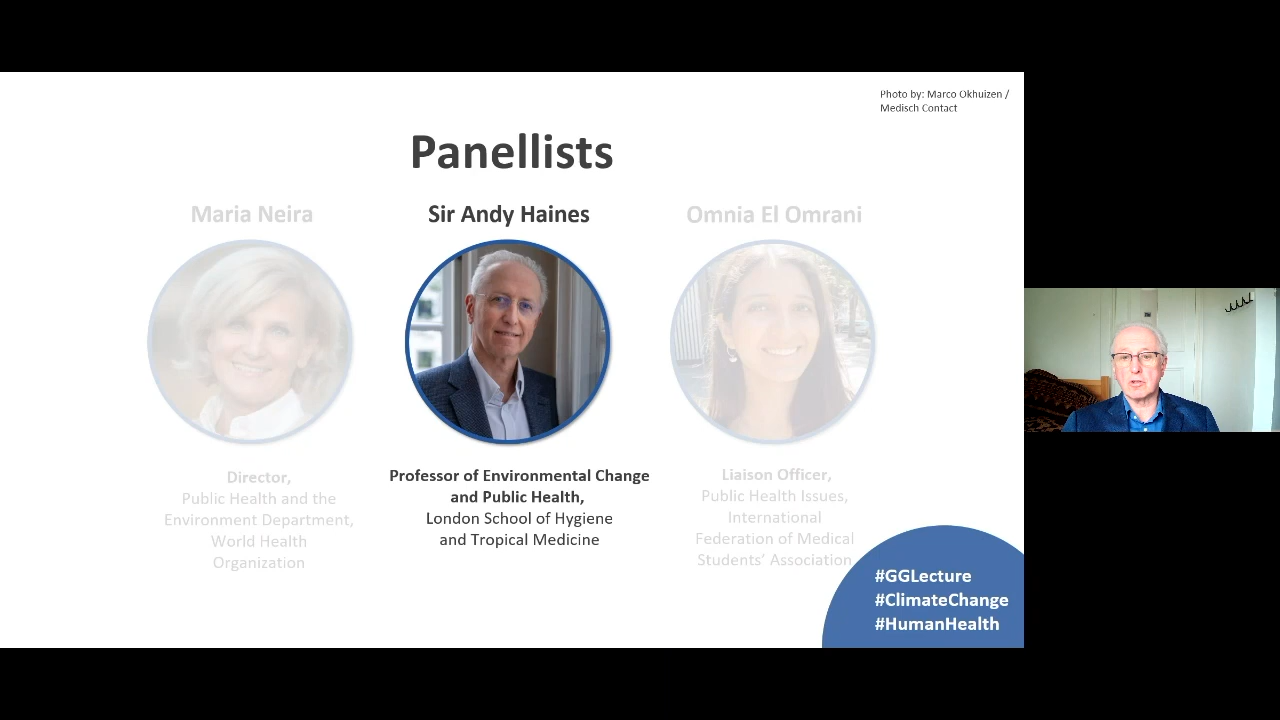 Photo by: Marco Okhuizen /
Medisch Contact
Panellists
Maria Neira
Director,
Public Health and the
Environment Department,
World Health
Organization
Sir Andy Haines
Professor of Environmental Change
and Public Health,
London School of Hygiene
and Tropical Medicine
Omnia El Omrani
Liaison Officer,
Public Health Issues,
International
Federation of Medical
Students’ Association
#GGLecture
#ClimateChange
#HumanHealth